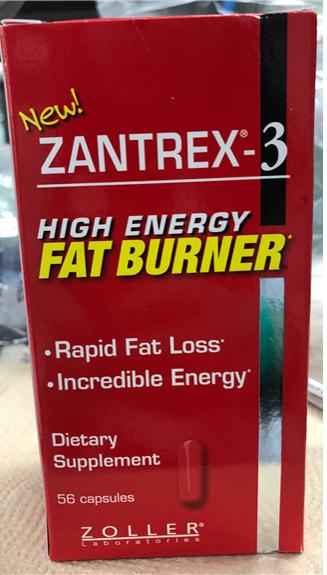 New!
ZANTREX®-3
HIGH ENERGY
FAT BURNER*
• Rapid Fat Loss*
• Incredible Energy*
Dietary
Supplement
56 capsules
ZOLLER®
Laboratories